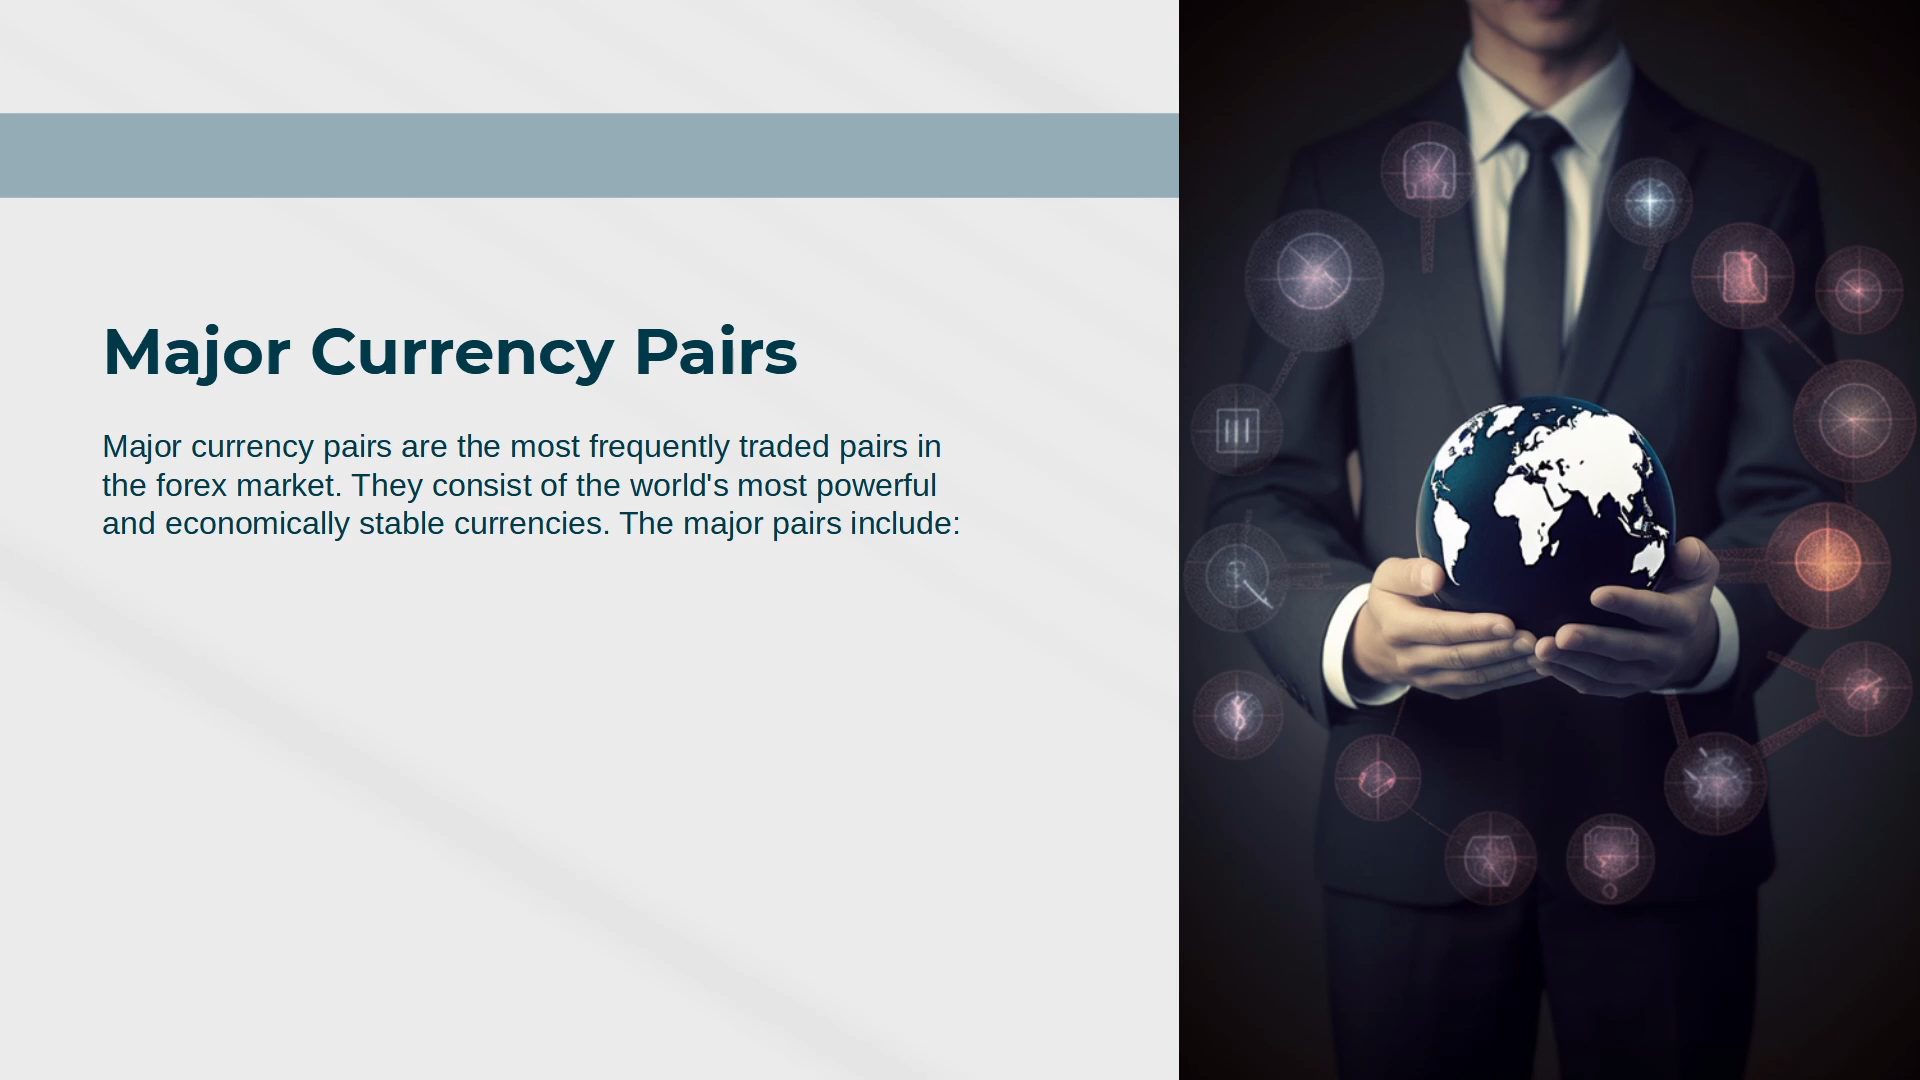 Major Currency Pairs
Major currency pairs are the most frequently traded pairs in
the forex market. They consist of the world's most powerful
and economically stable currencies. The major pairs include: